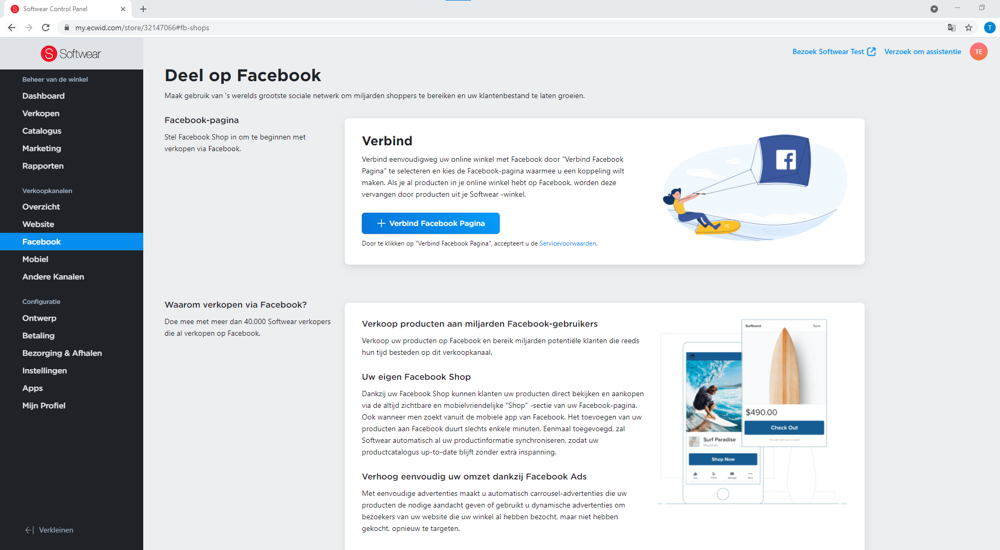 Softwear Control Panel
my.ecwid.com/store/32147066#fb-shops
T
S Softwear
Bezoek Softwear Test
Verzoek om assistentie
TE
Beheer van de winkel
Dashboard
Verkopen
Catalogus
Marketing
Rapporten
Verkoopkanalen
Overzicht
Website
Facebook
Mobiel
Andere Kanalen
Configuratie
Ontwerp
Betaling
Bezorging & Afhalen
Instellingen
Apps
Mijn Profiel
Verkleinen
Deel op Facebook
Maak gebruik van 's werelds grootste sociale netwerk om miljarden shoppers te bereiken en uw klantenbestand te laten groeien.
Facebook-pagina
Stel Facebook Shop in om te beginnen met
verkopen via Facebook.
Verbind
Verbind eenvoudigweg uw online winkel met Facebook door "Verbind Facebook
Pagina" te selecteren en kies de Facebook-pagina waarmee u een koppeling wilt
maken. Als je al producten in je online winkel hebt op Facebook, worden deze
vervangen door producten uit je Softwear -winkel.
Verbind Facebook Pagina
Door te klikken op "Verbind Facebook Pagina", accepteert u de Servicevoorwaarden.
Waarom verkopen via Facebook?
Doe mee met meer dan 40.000 Softwear verkopers
die al verkopen op Facebook.
Verkoop producten aan miljarden Facebook-gebruikers
Verkoop uw producten op Facebook en bereik miljarden potentiële klanten die reeds
hun tijd besteden op dit verkoopkanaal.
Uw eigen Facebook Shop
Dankzij uw Facebook Shop kunnen klanten uw producten direct bekijken en aankopen
via de altijd zichtbare en mobielvriendelijke "Shop" -sectie van uw Facebook-pagina.
Ook wanneer men zoekt vanuit de mobiele app van Facebook. Het toevoegen van uw
producten aan Facebook duurt slechts enkele minuten. Eenmaal toegevoegd, zal
Softwear automatisch al uw productinformatie synchroniseren, zodat uw
productcatalogus up-to-date blijft zonder extra inspanning.
Verhoog eenvoudig uw omzet dankzij Facebook Ads
Met eenvoudige advertenties maakt u automatisch carrousel-advertenties die uw
producten de nodige aandacht geven of gebruikt u dynamische advertenties om
bezoekers van uw website die uw winkel al hebben bezocht, maar niet hebben
gekocht, opnieuw te targeten.
Surfboard
Save
$490.00
Check Out
This will take you to store
Surf Paradise
@surfshop
Shop Now
Like
Follow
Message
More